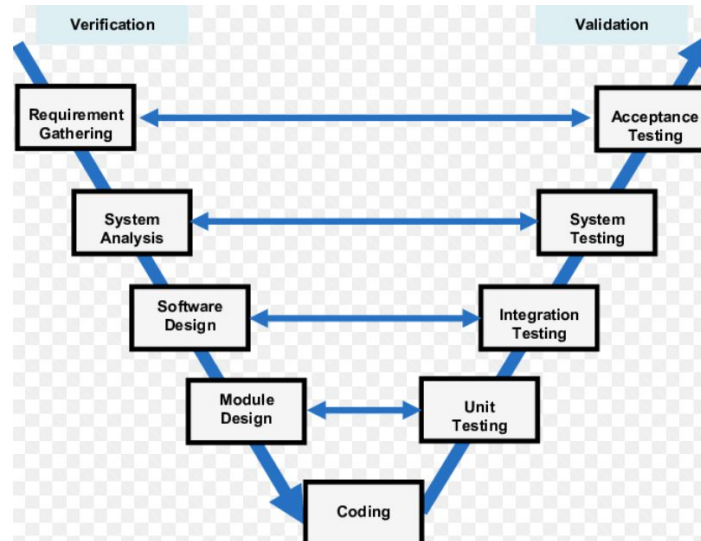 Verification
Validation
Requirement
Gathering
Acceptance
Testing
System
Analysis
System
Testing
Software
Design
Integration
Testing
Module
Design
Unit
Testing
Coding